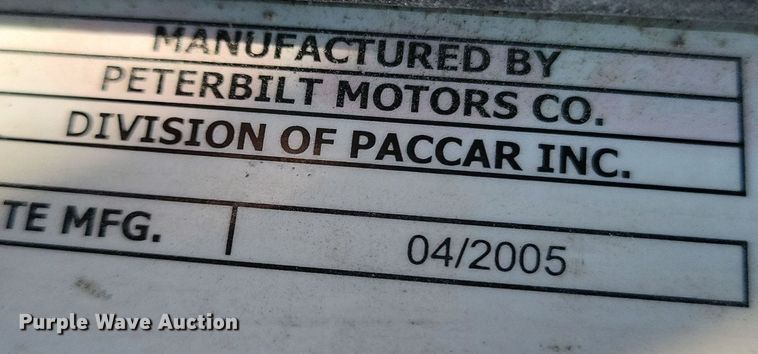 MANUFACTURED BY
PETERBILT MOTORS CO.
DIVISION OF PACCAR INC.
TE MFG. 04/2005
Purple Wave Auction